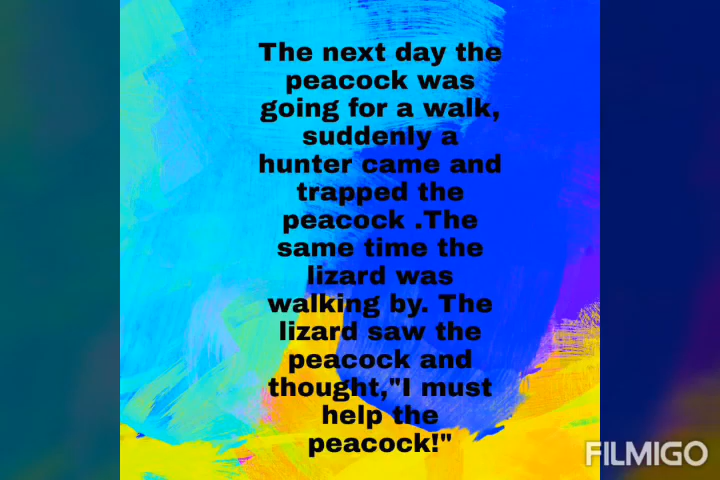 The next day the
peacock was
going for a walk,
suddenly a
hunter came and
trapped the
peacock .The
same time the
lizard was
walking by. The
lizard saw the
peacock and
thought,"I must
help the
peacock!"
FILMIGO